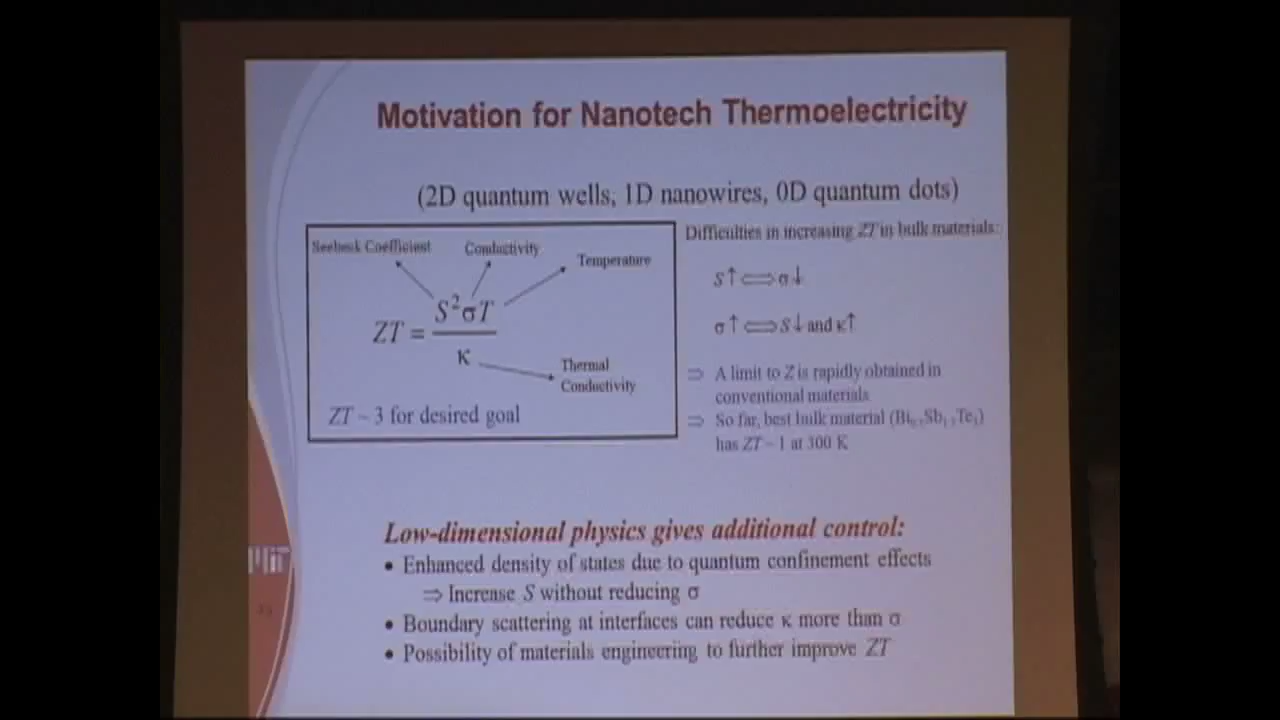 Motivation for Nanotech Thermoelectricity
(2D quantum wells, 1D nanowires, 0D quantum dots)
Seebeck Coefficient
Conductivity
Temperature
ZT = S²σT / κ
Thermal
Conductivity
ZT ~ 3 for desired goal
Difficulties in increasing ZT in bulk materials:
S↑ ⟺ σ↓
σ↑ ⟺ S↓ and κ↑
⇒ A limit to Z is rapidly obtained in
conventional materials
⇒ So far, best bulk material
has ZT ~ 1 at 300 K
Low-dimensional physics gives additional control:
• Enhanced density of states due to quantum confinement effects
⇒ Increase S without reducing σ
• Boundary scattering at interfaces can reduce κ more than σ
• Possibility of materials engineering to further improve ZT
MIT